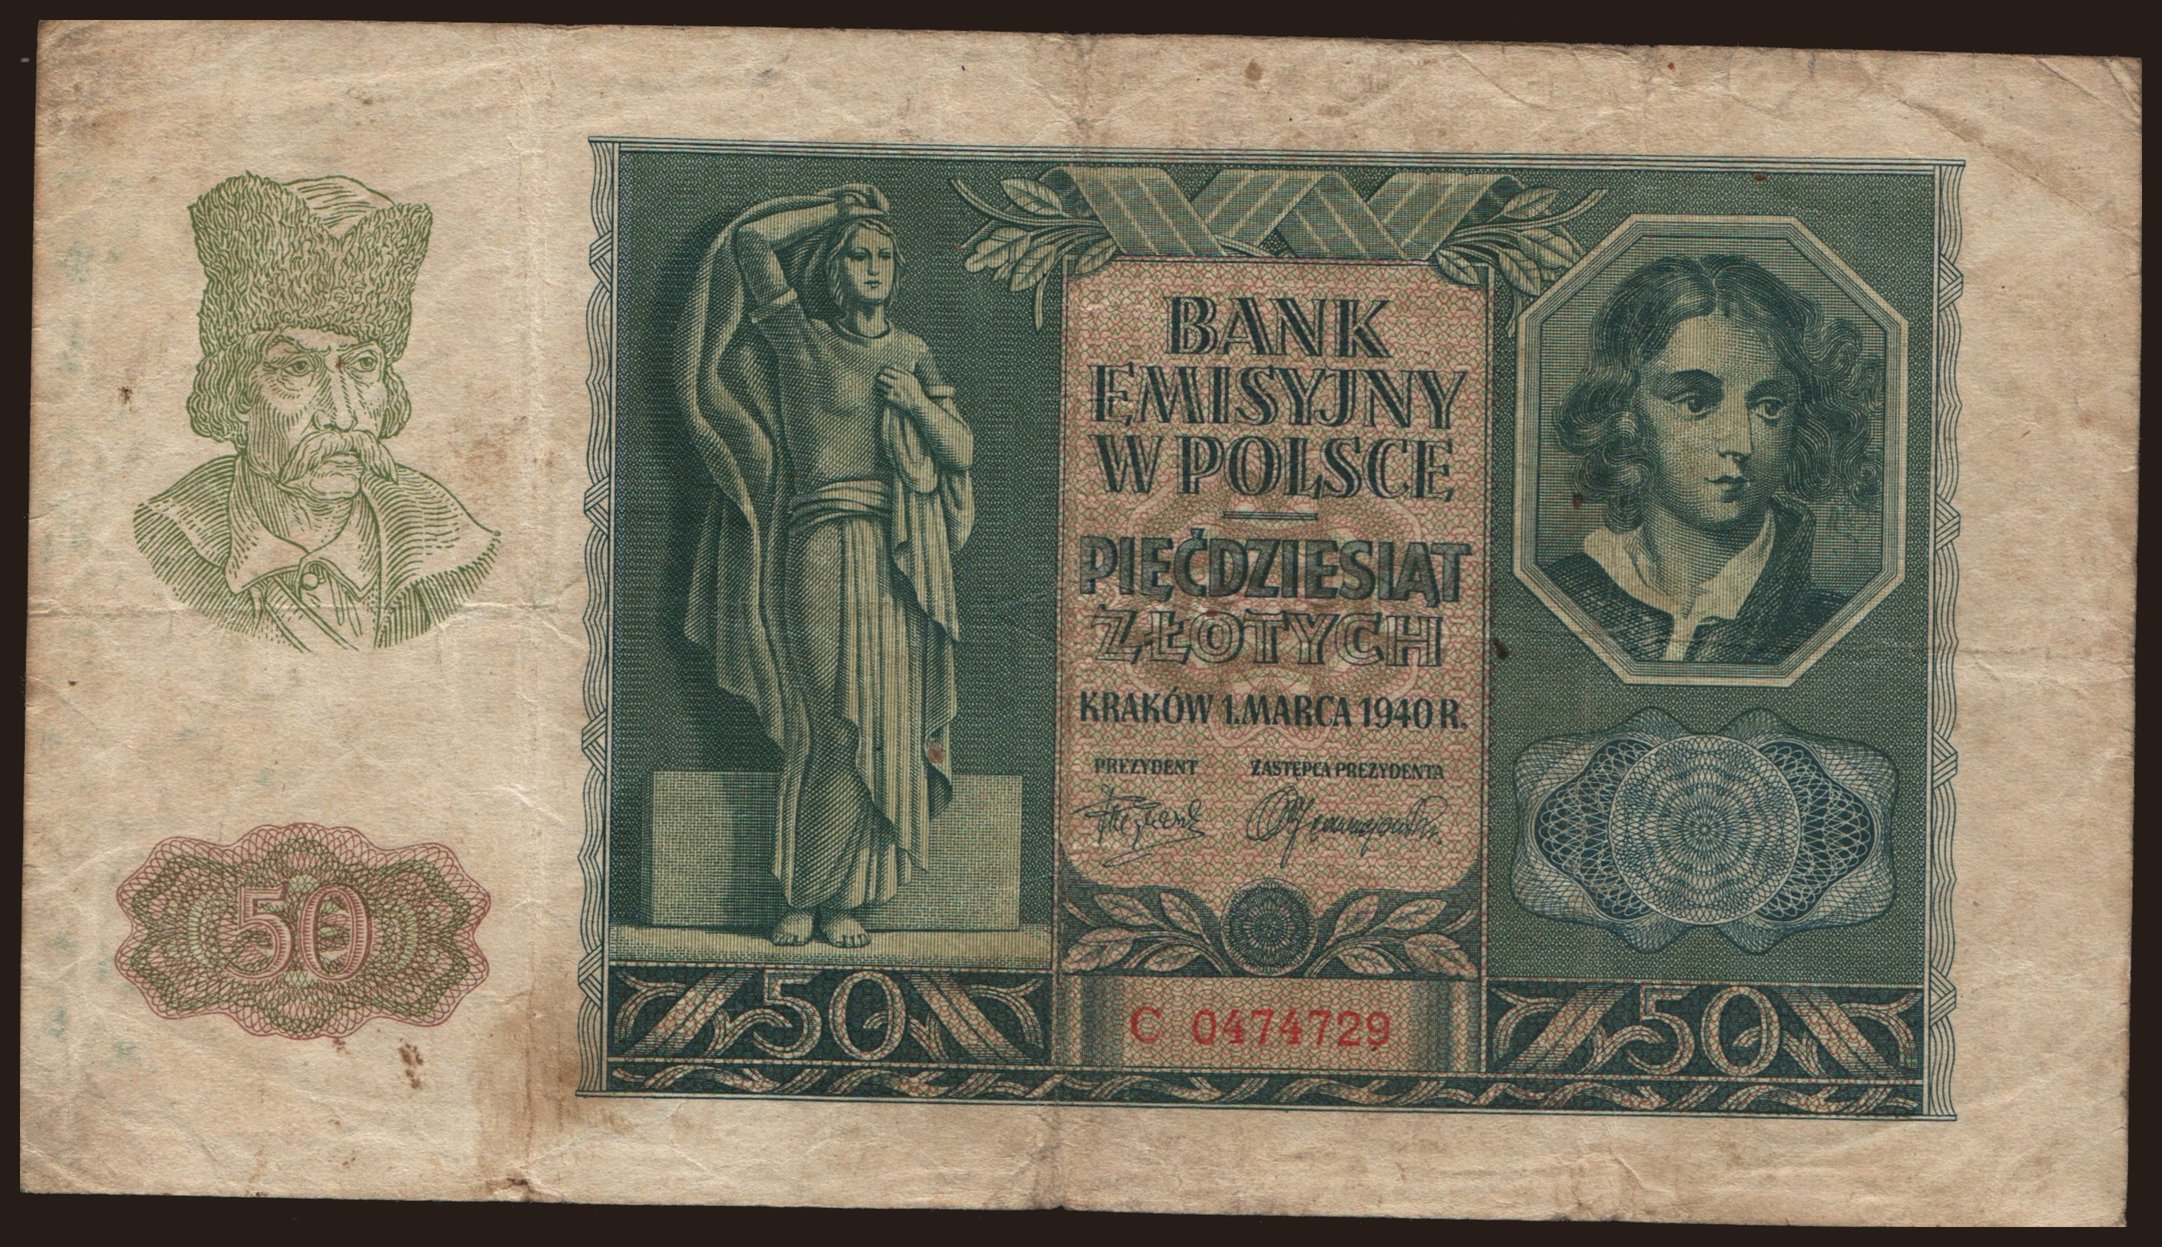 BANK
EMISYJNY
W POLSCE
PIĘĆDZIESIĄT
ZŁOTYCH
KRAKÓW 1. MARCA 1940 R.
PREZYDENT ZASTĘPCA PREZYDENTA
50
50 C 0474729 50